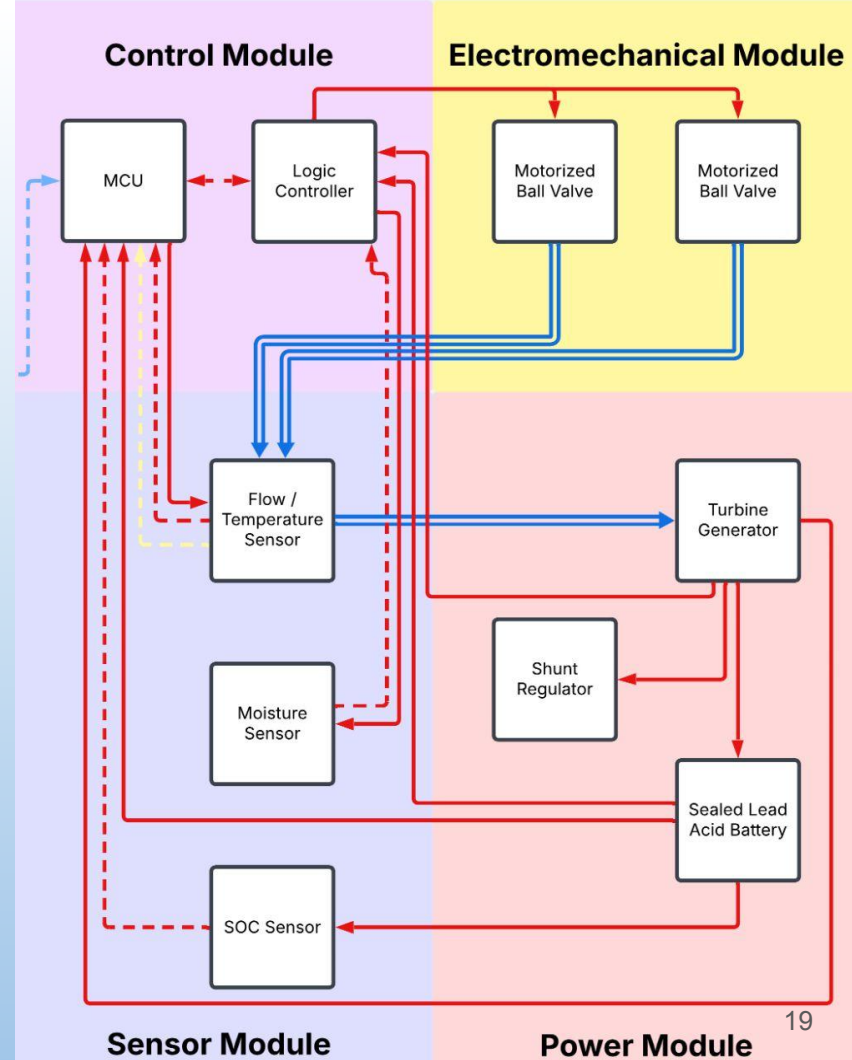 Control Module
Electromechanical Module
MCU
Logic
Controller
Motorized
Ball Valve
Motorized
Ball Valve
Flow /
Temperature
Sensor
Turbine
Generator
Shunt
Regulator
Moisture
Sensor
Sealed Lead
Acid Battery
SOC Sensor
19
Sensor Module
Power Module